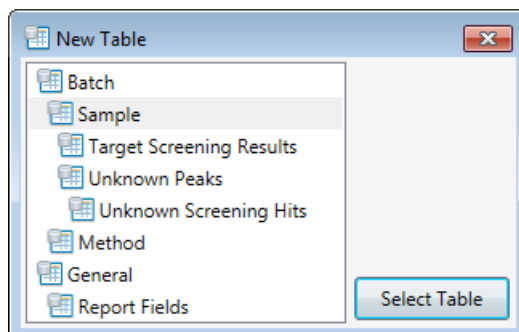 New Table
Batch
Sample
Target Screening Results
Unknown Peaks
Unknown Screening Hits
Method
General
Report Fields
Select Table